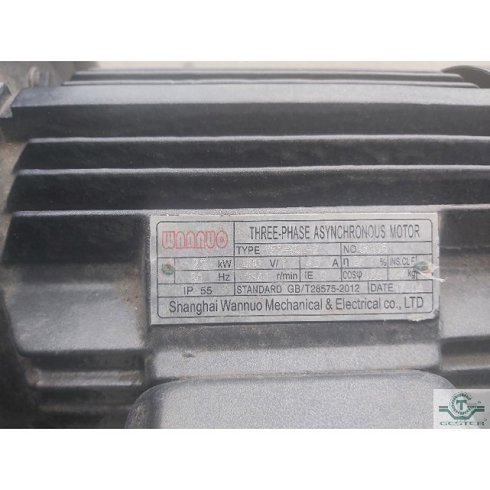 WANNUO THREE-PHASE ASYNCHRONOUS MOTOR
TYPE NO.
kW V A η % INS.CL.F
Hz r/min IE cosφ kg
IP 55 STANDARD GB/T28575-2012 DATE
Shanghai Wannuo Mechanical & Electrical co., LTD
GESTER